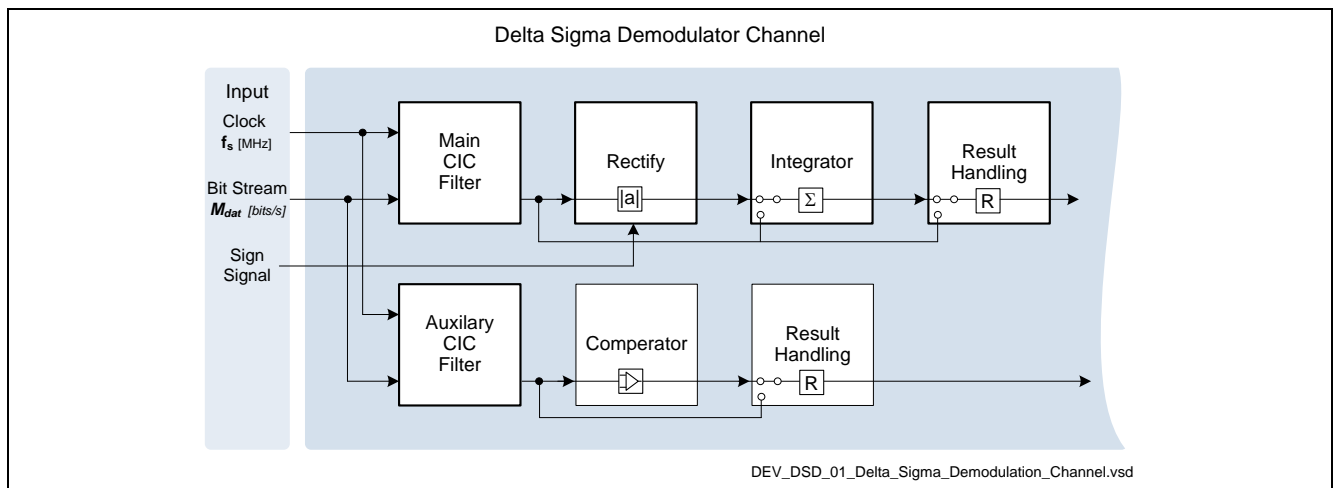 Delta Sigma Demodulator Channel
Input
Clock
fs [MHz]
Bit Stream
Mdat [bits/s]
Sign
Signal
Main
CIC
Filter
Rectify
|a|
Integrator
Σ
Result
Handling
R
Auxilary
CIC
Filter
Comperator
Result
Handling
R
DEV_DSD_01_Delta_Sigma_Demodulation_Channel.vsd